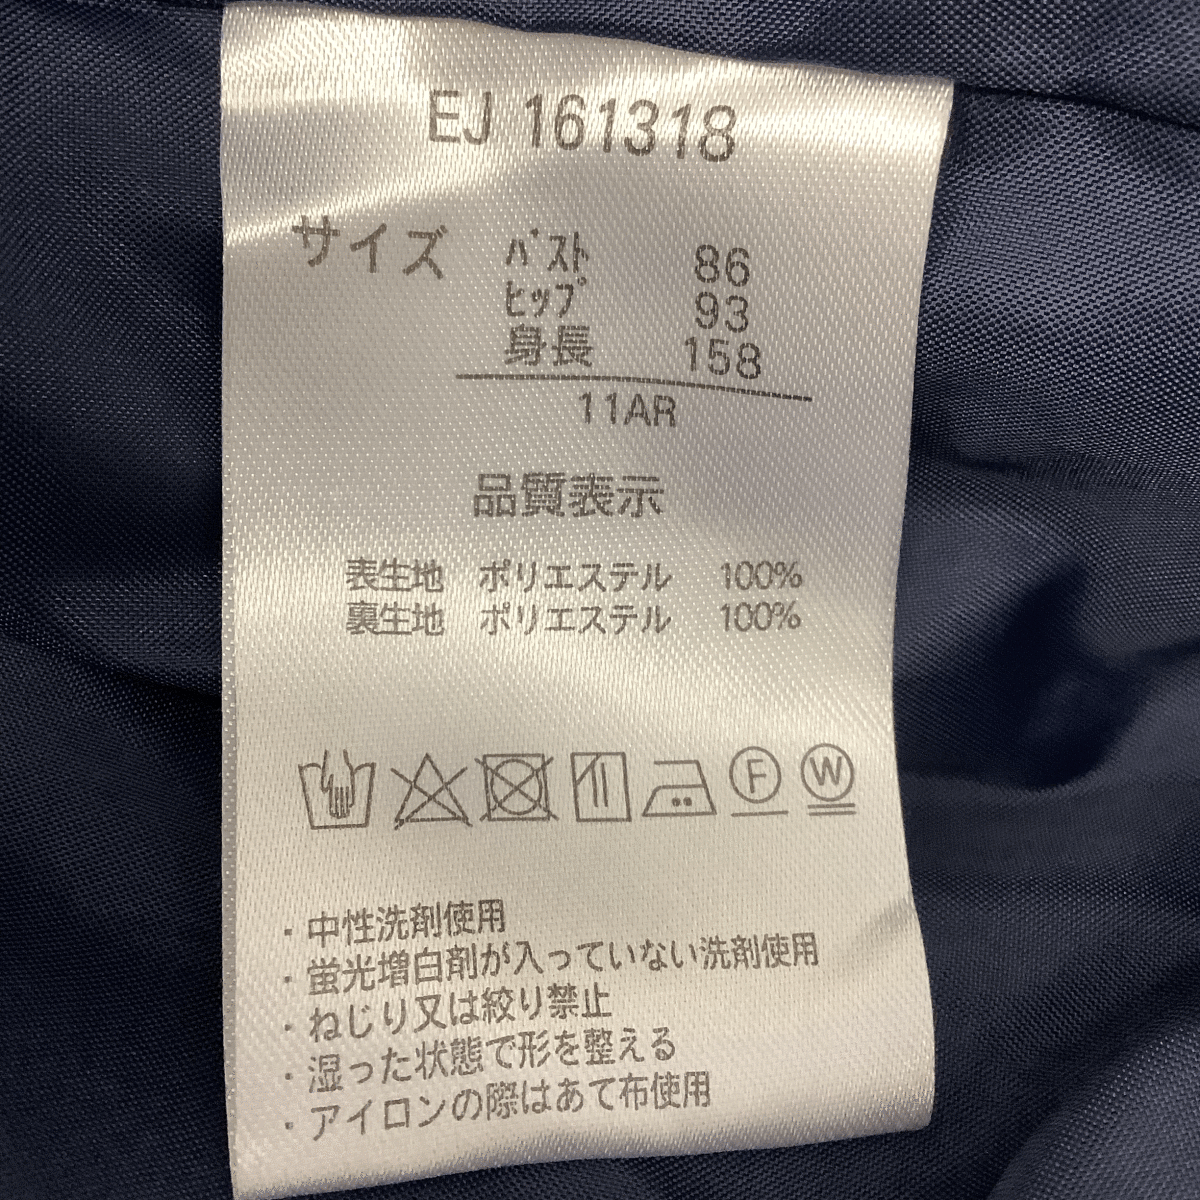 EJ 161318
サイズ バスト 86
ヒップ 93
身長 158
11AR
品質表示
表生地 ポリエステル 100%
裏生地 ポリエステル 100%
F W
・中性洗剤使用
・蛍光増白剤が入っていない洗剤使用
・ねじり又は絞り禁止
・湿った状態で形を整える
・アイロンの際はあて布使用